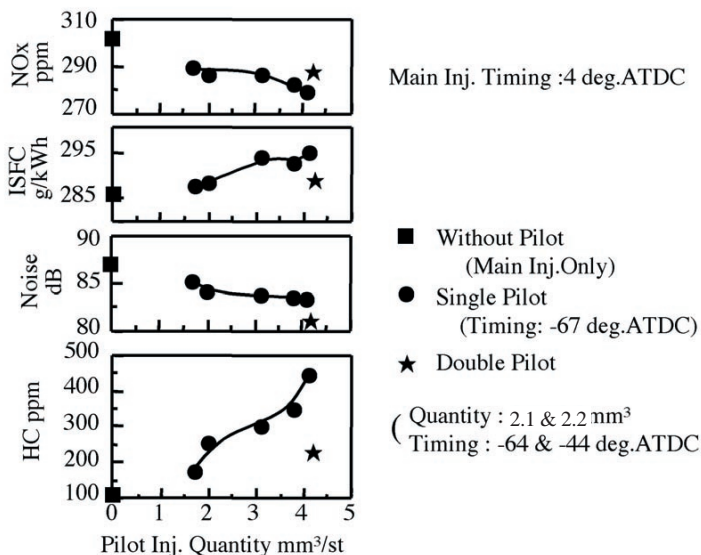 NOx
ppm
310
290
270
Main Inj. Timing :4 deg.ATDC
ISFC
g/kWh
295
285
Noise
dB
90
85
80
HC ppm
500
400
300
200
100
0 1 2 3 4 5
Pilot Inj. Quantity mm³/st
Without Pilot
(Main Inj.Only)
Single Pilot
(Timing: -67 deg.ATDC)
Double Pilot
( Quantity : 2.1 & 2.2 mm³
Timing : -64 & -44 deg.ATDC